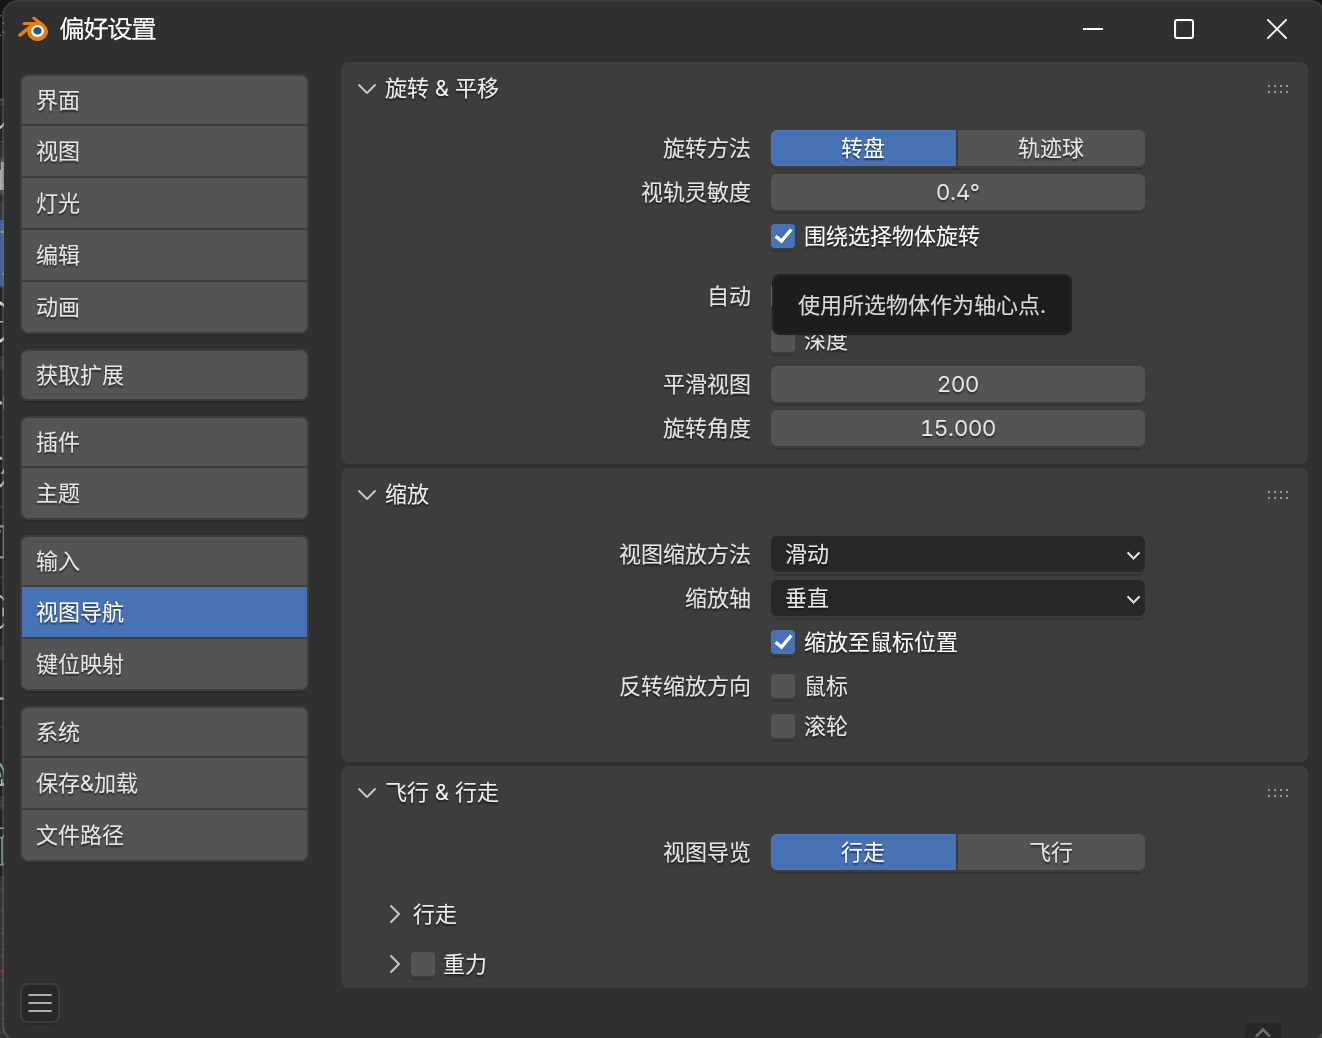 偏好设置
界面
视图
灯光
编辑
动画
获取扩展
插件
主题
输入
视图导航
键位映射
系统
保存&加载
文件路径
旋转 & 平移
旋转方法 转盘 轨迹球
视轨灵敏度 0.4°
围绕选择物体旋转
自动
使用所选物体作为轴心点.
深度
平滑视图 200
旋转角度 15.000
缩放
视图缩放方法 滑动
缩放轴 垂直
缩放至鼠标位置
反转缩放方向 鼠标
滚轮
飞行 & 行走
视图导览 行走 飞行
行走
重力